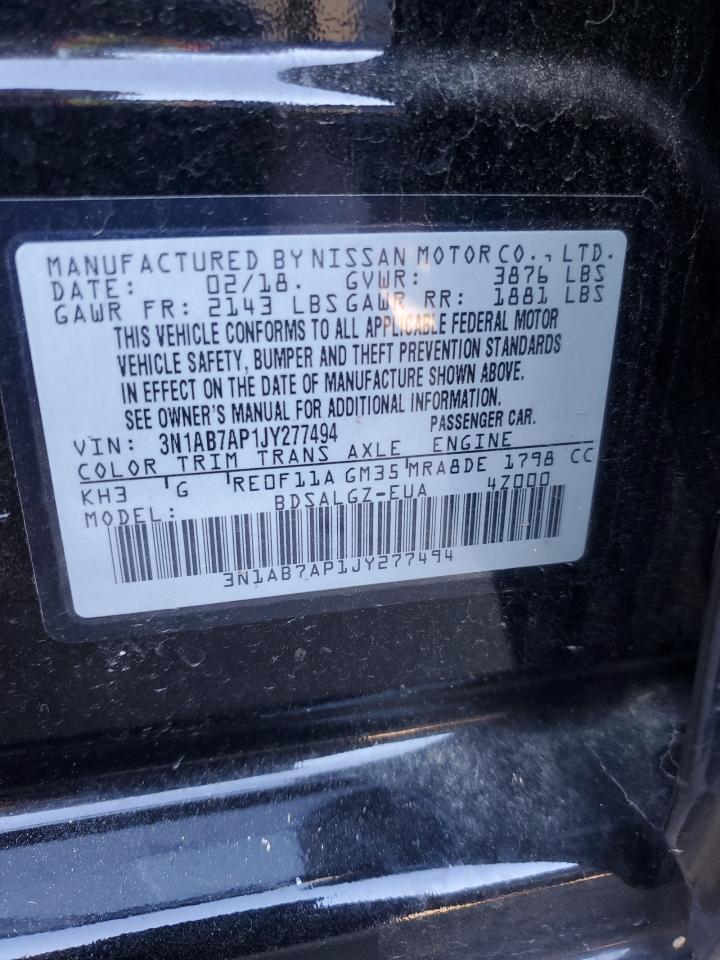 MANUFACTURED BY NISSAN MOTOR CO., LTD.
DATE: 02/18. GVWR: 3876 LBS
GAWR FR: 2143 LBS GAWR RR: 1881 LBS
THIS VEHICLE CONFORMS TO ALL APPLICABLE FEDERAL MOTOR
VEHICLE SAFETY, BUMPER AND THEFT PREVENTION STANDARDS
IN EFFECT ON THE DATE OF MANUFACTURE SHOWN ABOVE.
SEE OWNER'S MANUAL FOR ADDITIONAL INFORMATION.
VIN: 3N1AB7AP1JY277494 PASSENGER CAR.
COLOR TRIM TRANS AXLE ENGINE
KH3 G RE0F11A GM35 MRA8DE 1798 CC
MODEL: BDSALGZ-EUA 4Z000
3N1AB7AP1JY277494